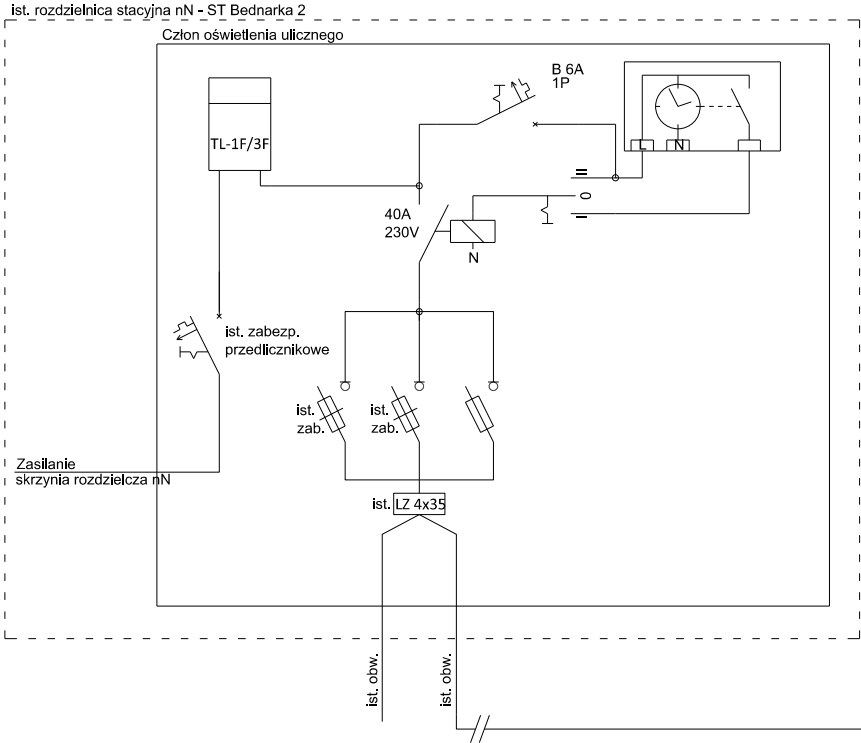 ist. rozdzielnica stacyjna nN - ST Bednarka 2
Człon oświetlenia ulicznego
B 6A
1P
TL-1F/3F
L N
=
0
–
40A
230V
N
ist. zabezp.
przedlicznikowe
ist.
zab.
ist.
zab.
Zasilanie
skrzynia rozdzielcza nN
ist. LZ 4x35
ist. obw.
ist. obw.